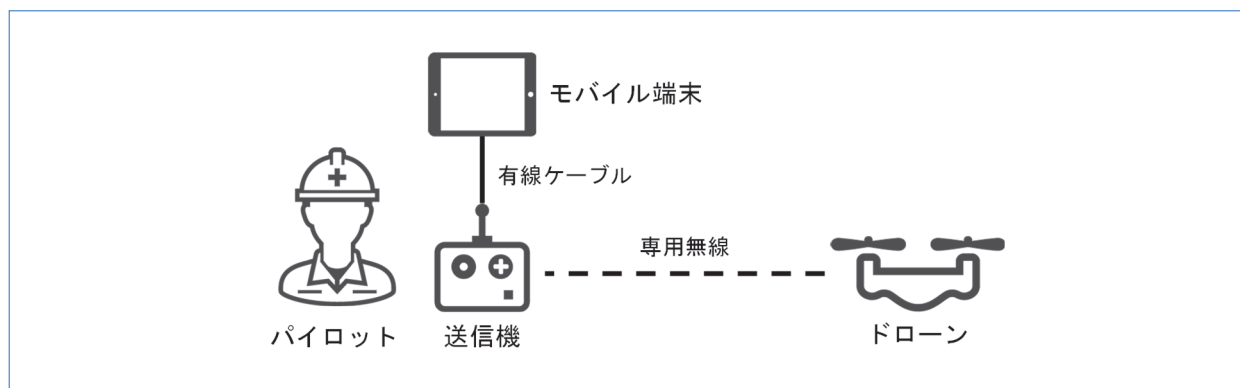 モバイル端末
有線ケーブル
専用無線
パイロット
送信機
ドローン